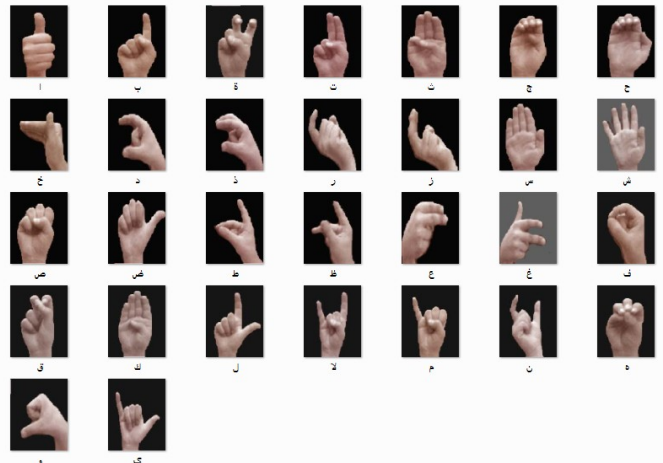 ا ب ة ت ث ج ح
خ د ذ ر ز س ش
ص ض ط ظ ع غ ف
ق ك ل لا م ن ه
و ي